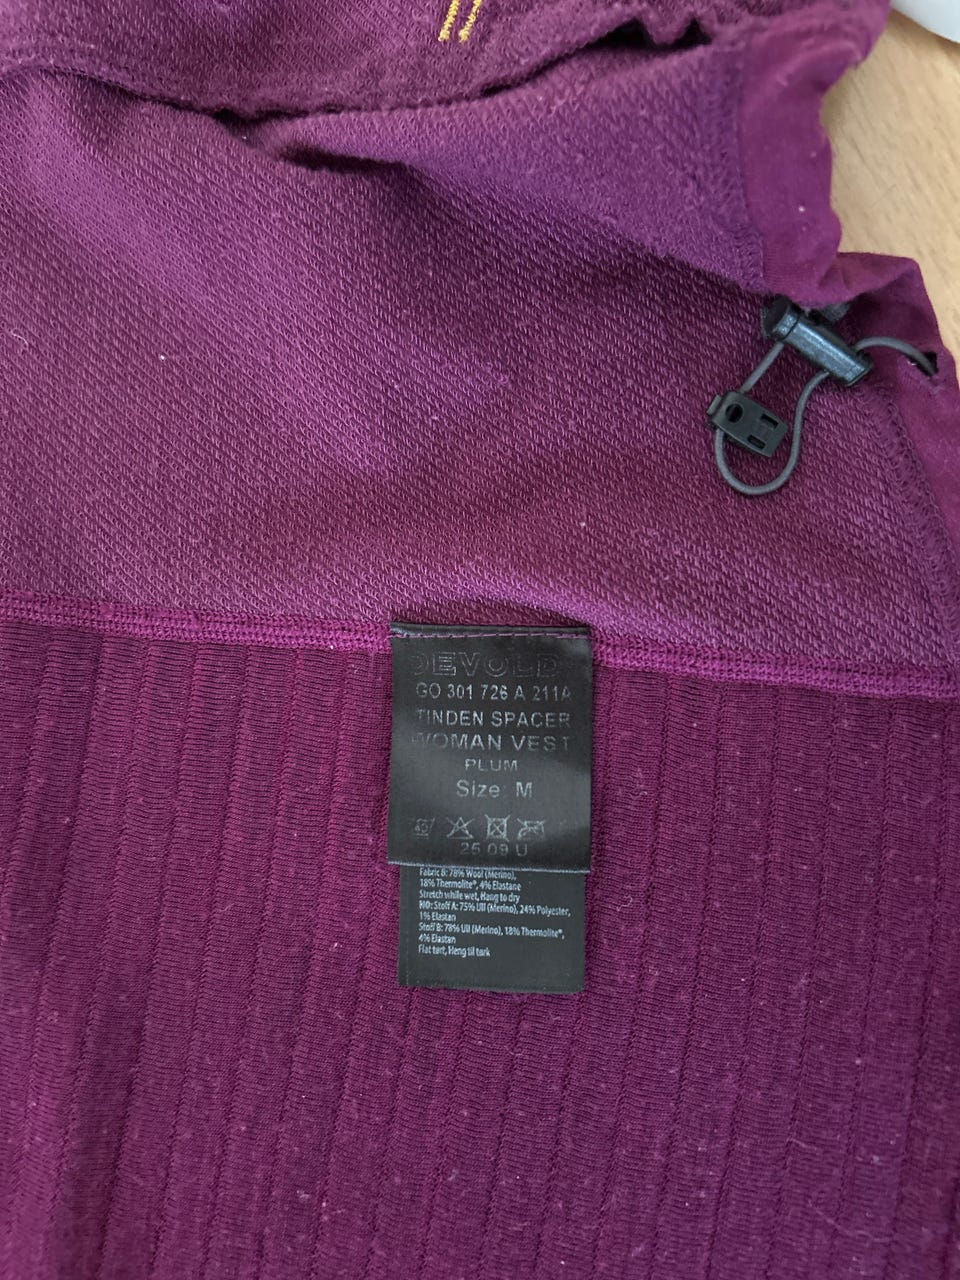 DEVOLD
GO 301 726 A 211A
TINDEN SPACER
WOMAN VEST
PLUM
Size: M
40
25 09 U
Fabric B: 78% Wool (Merino),
18% Thermolite®, 4% Elastane
Stretch while wet, Hang to dry
NO: Stoff A: 75% Ull (Merino), 24% Polyester,
1% Elastan
Stoff B: 78% Ull (Merino), 18% Thermolite®,
4% Elastan
Flat tørt, Heng til tørk